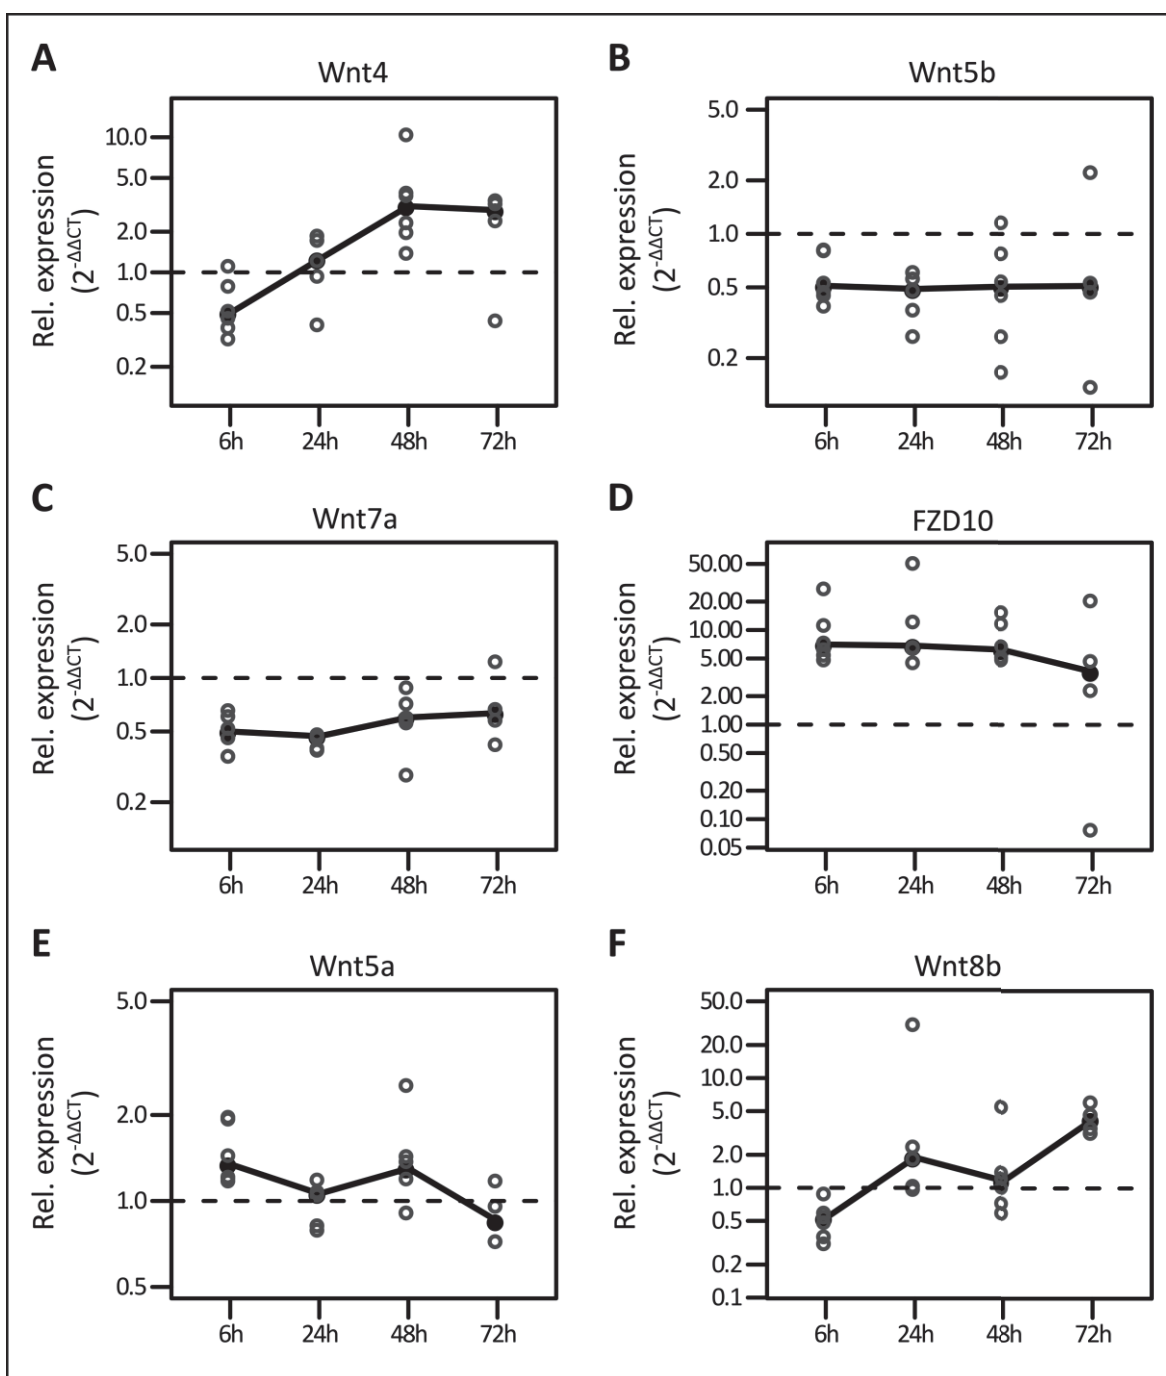 A
Wnt4
Rel. expression
(2^-ΔΔCT)
10.0
5.0
2.0
1.0
0.5
0.2
6h 24h 48h 72h
B
Wnt5b
Rel. expression
(2^-ΔΔCT)
5.0
2.0
1.0
0.5
0.2
6h 24h 48h 72h
C
Wnt7a
Rel. expression
(2^-ΔΔCT)
5.0
2.0
1.0
0.5
0.2
6h 24h 48h 72h
D
FZD10
Rel. expression
(2^-ΔΔCT)
50.00
20.00
10.00
5.00
2.00
1.00
0.50
0.20
0.10
0.05
6h 24h 48h 72h
E
Wnt5a
Rel. expression
(2^-ΔΔCT)
5.0
2.0
1.0
0.5
6h 24h 48h 72h
F
Wnt8b
Rel. expression
(2^-ΔΔCT)
50.0
20.0
10.0
5.0
2.0
1.0
0.5
0.2
0.1
6h 24h 48h 72h